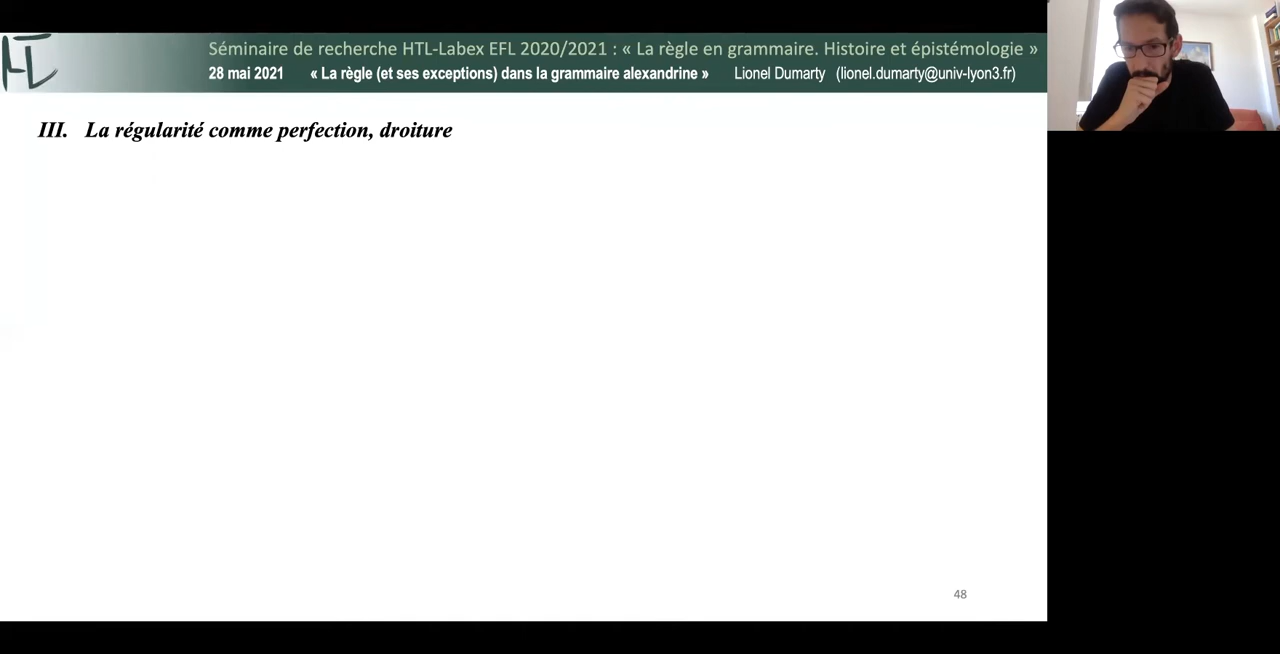 HTL
Séminaire de recherche HTL-Labex EFL 2020/2021 : « La règle en grammaire. Histoire et épistémologie »
28 mai 2021 « La règle (et ses exceptions) dans la grammaire alexandrine » Lionel Dumarty (lionel.dumarty@univ-lyon3.fr)
III. La régularité comme perfection, droiture
48